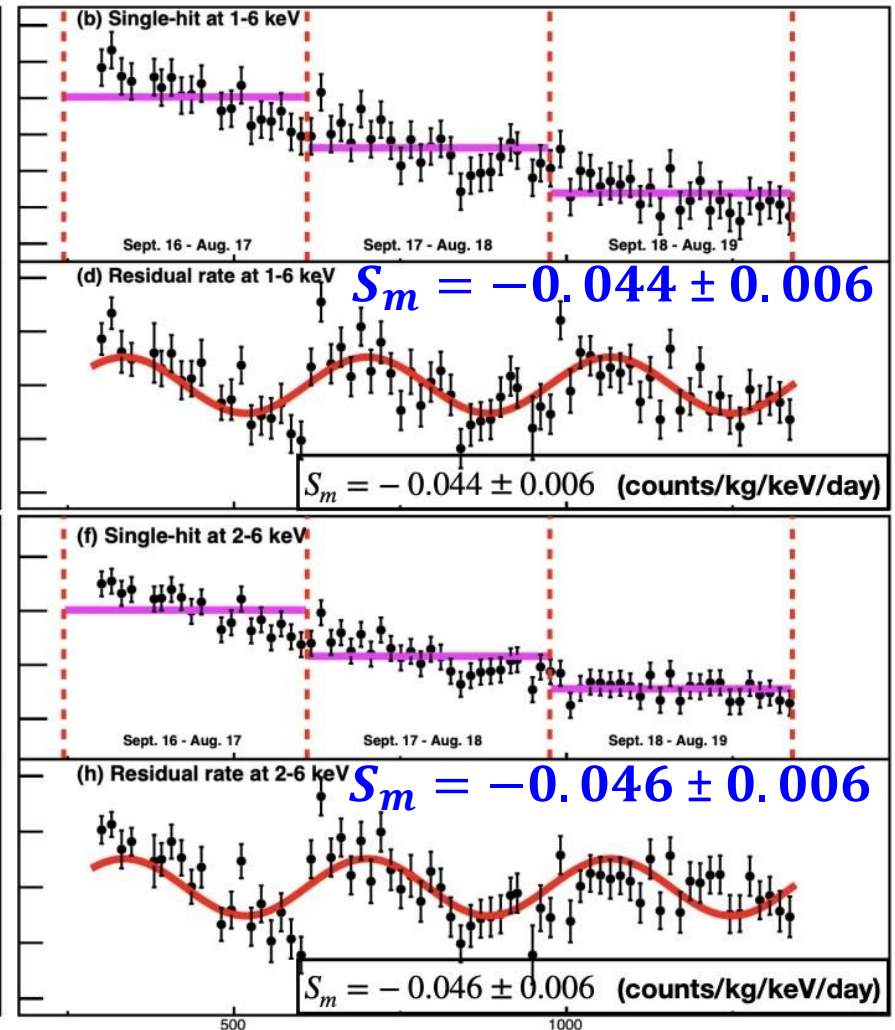 (b) Single-hit at 1-6 keV
Sept. 16 - Aug. 17
Sept. 17 - Aug. 18
Sept. 18 - Aug. 19
(d) Residual rate at 1-6 keV
S_m = −0.044 ± 0.006
S_m = − 0.044 ± 0.006 (counts/kg/keV/day)
(f) Single-hit at 2-6 keV
Sept. 16 - Aug. 17
Sept. 17 - Aug. 18
Sept. 18 - Aug. 19
(h) Residual rate at 2-6 keV
S_m = −0.046 ± 0.006
S_m = − 0.046 ± 0.006 (counts/kg/keV/day)
500
1000